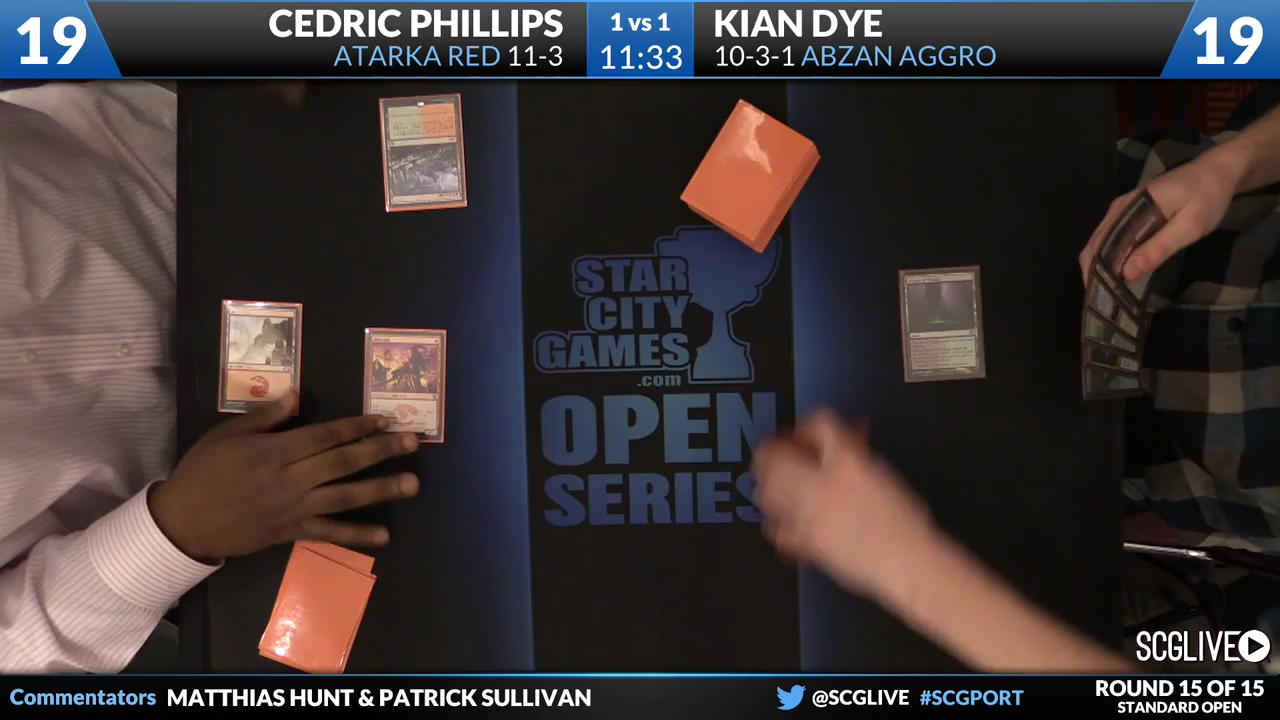 19
CEDRIC PHILLIPS
ATARKA RED 11-3
1 vs 1
11:33
KIAN DYE
10-3-1 ABZAN AGGRO
19
STAR
CITY
GAMES
.com
OPEN
SERIES
SCGLIVE
Commentators MATTHIAS HUNT & PATRICK SULLIVAN
@SCGLIVE #SCGPORT
ROUND 15 OF 15
STANDARD OPEN